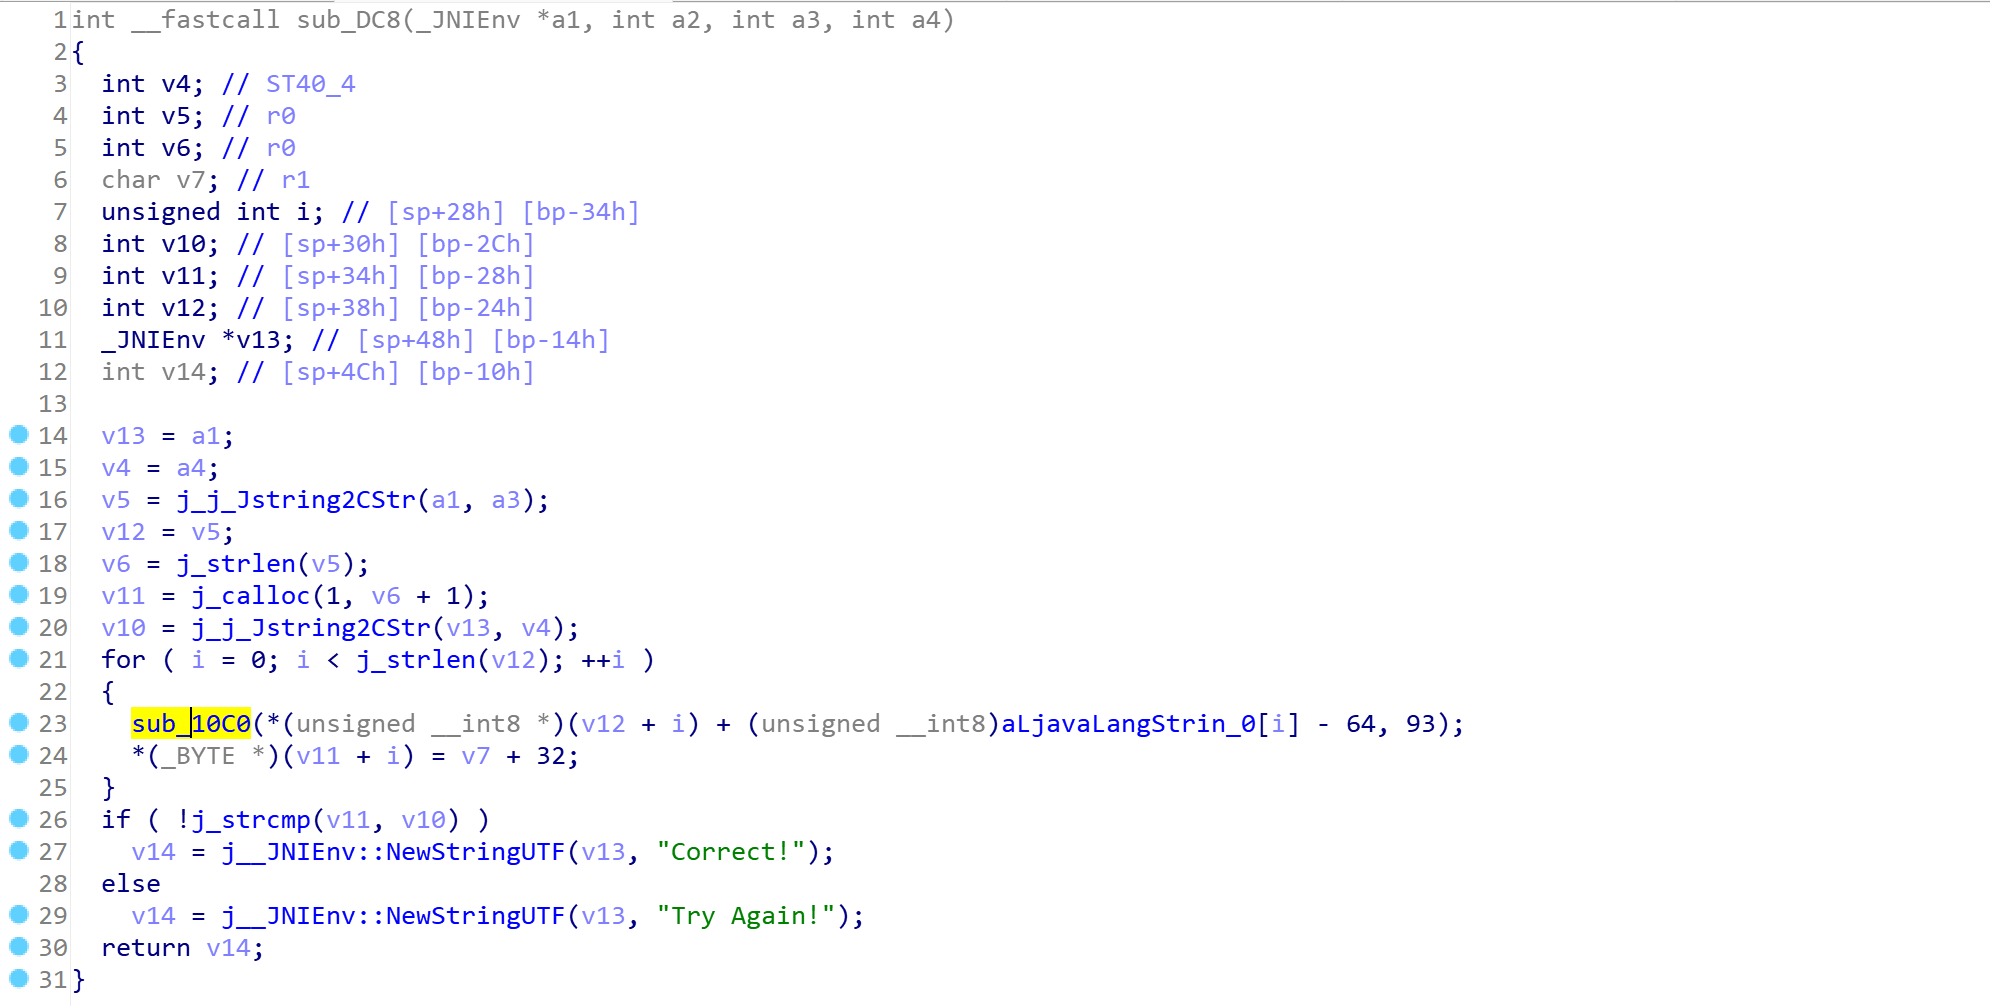 1 int __fastcall sub_DC8(_JNIEnv *a1, int a2, int a3, int a4)
2 {
3   int v4; // ST40_4
4   int v5; // r0
5   int v6; // r0
6   char v7; // r1
7   unsigned int i; // [sp+28h] [bp-34h]
8   int v10; // [sp+30h] [bp-2Ch]
9   int v11; // [sp+34h] [bp-28h]
10   int v12; // [sp+38h] [bp-24h]
11   _JNIEnv *v13; // [sp+48h] [bp-14h]
12   int v14; // [sp+4Ch] [bp-10h]
13
14   v13 = a1;
15   v4 = a4;
16   v5 = j_j_Jstring2CStr(a1, a3);
17   v12 = v5;
18   v6 = j_strlen(v5);
19   v11 = j_calloc(1, v6 + 1);
20   v10 = j_j_Jstring2CStr(v13, v4);
21   for ( i = 0; i < j_strlen(v12); ++i )
22   {
23     sub_10C0(*(unsigned __int8 *)(v12 + i) + (unsigned __int8)aLjavaLangStrin_0[i] - 64, 93);
24     *(_BYTE *)(v11 + i) = v7 + 32;
25   }
26   if ( !j_strcmp(v11, v10) )
27     v14 = j__JNIEnv::NewStringUTF(v13, "Correct!");
28   else
29     v14 = j__JNIEnv::NewStringUTF(v13, "Try Again!");
30   return v14;
31 }